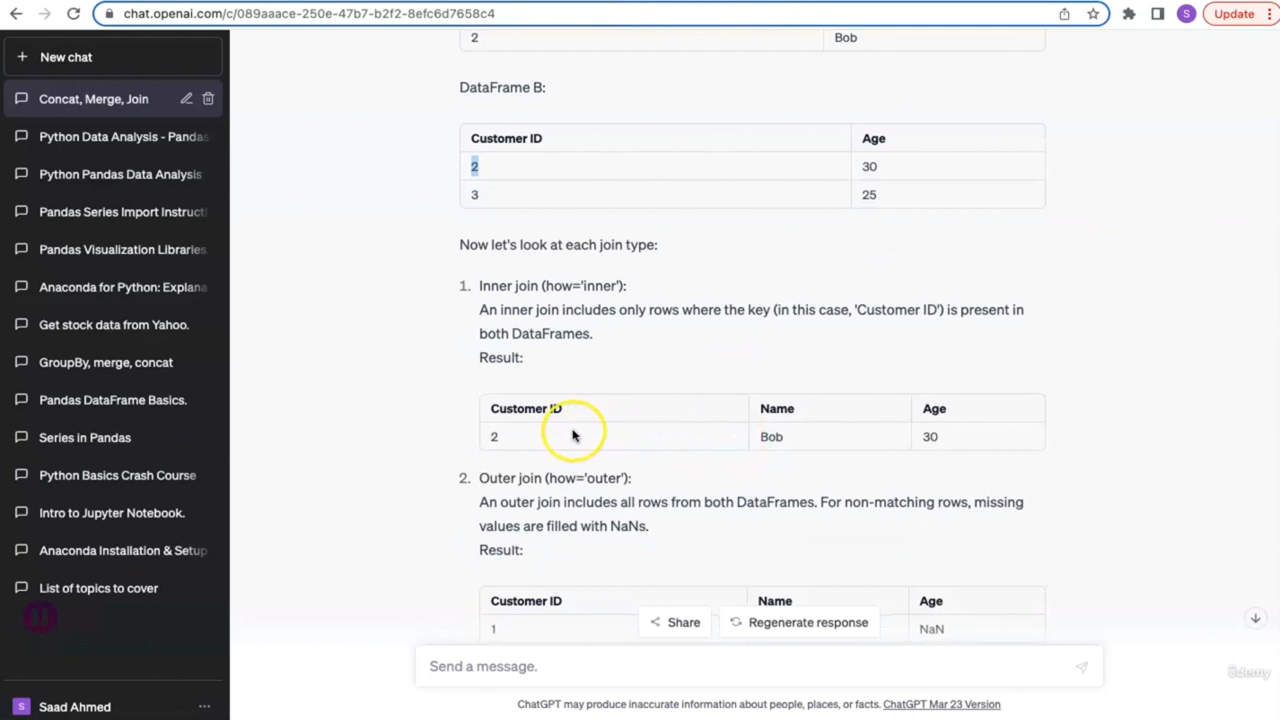 chat.openai.com/c/089aaace-250e-47b7-b2f2-8efc6d7658c4
S
Update
New chat
Concat, Merge, Join
Python Data Analysis - Pandas
Python Pandas Data Analysis
Pandas Series Import Instructi
Pandas Visualization Libraries
Anaconda for Python: Explana
Get stock data from Yahoo.
GroupBy, merge, concat
Pandas DataFrame Basics.
Series in Pandas
Python Basics Crash Course
Intro to Jupyter Notebook.
Anaconda Installation & Setup
List of topics to cover
S Saad Ahmed
2 Bob
DataFrame B:
Customer ID Age
2 30
3 25
Now let's look at each join type:
1. Inner join (how='inner'):
An inner join includes only rows where the key (in this case, 'Customer ID') is present in
both DataFrames.
Result:
Customer ID Name Age
2 Bob 30
2. Outer join (how='outer'):
An outer join includes all rows from both DataFrames. For non-matching rows, missing
values are filled with NaNs.
Result:
Customer ID Name Age
1 NaN
Share
Regenerate response
Send a message.
ChatGPT may produce inaccurate information about people, places, or facts. ChatGPT Mar 23 Version
ûdemy